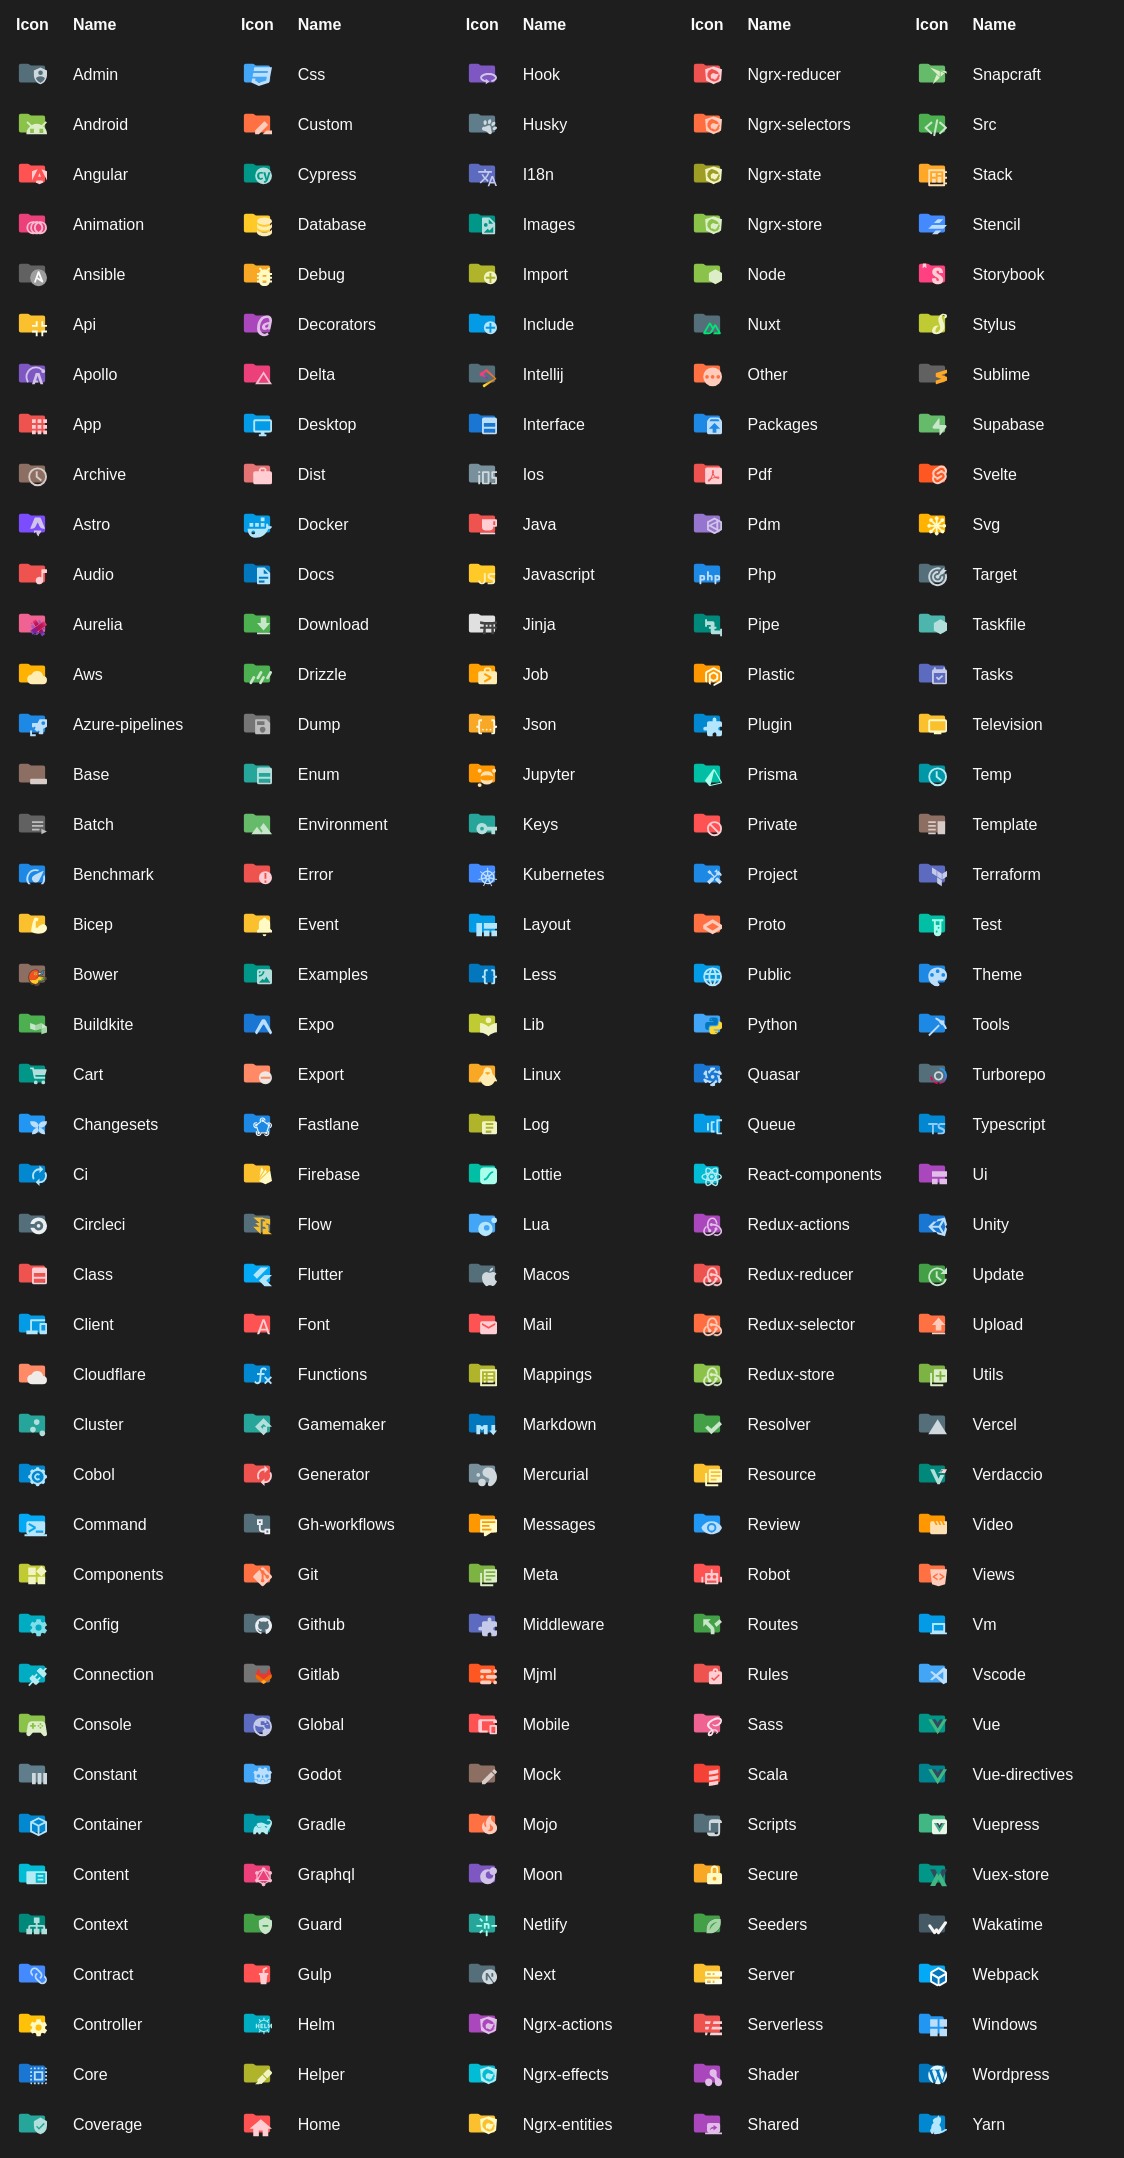 Icon Name Icon Name Icon Name Icon Name Icon Name
Admin Css Hook Ngrx-reducer Snapcraft
Android Custom Husky Ngrx-selectors Src
Angular Cypress I18n Ngrx-state Stack
Animation Database Images Ngrx-store Stencil
Ansible Debug Import Node Storybook
Api Decorators Include Nuxt Stylus
Apollo Delta Intellij Other Sublime
App Desktop Interface Packages Supabase
Archive Dist Ios Pdf Svelte
Astro Docker Java Pdm Svg
Audio Docs Javascript Php Target
Aurelia Download Jinja Pipe Taskfile
Aws Drizzle Job Plastic Tasks
Azure-pipelines Dump Json Plugin Television
Base Enum Jupyter Prisma Temp
Batch Environment Keys Private Template
Benchmark Error Kubernetes Project Terraform
Bicep Event Layout Proto Test
Bower Examples Less Public Theme
Buildkite Expo Lib Python Tools
Cart Export Linux Quasar Turborepo
Changesets Fastlane Log Queue Typescript
Ci Firebase Lottie React-components Ui
Circleci Flow Lua Redux-actions Unity
Class Flutter Macos Redux-reducer Update
Client Font Mail Redux-selector Upload
Cloudflare Functions Mappings Redux-store Utils
Cluster Gamemaker Markdown Resolver Vercel
Cobol Generator Mercurial Resource Verdaccio
Command Gh-workflows Messages Review Video
Components Git Meta Robot Views
Config Github Middleware Routes Vm
Connection Gitlab Mjml Rules Vscode
Console Global Mobile Sass Vue
Constant Godot Mock Scala Vue-directives
Container Gradle Mojo Scripts Vuepress
Content Graphql Moon Secure Vuex-store
Context Guard Netlify Seeders Wakatime
Contract Gulp Next Server Webpack
Controller Helm Ngrx-actions Serverless Windows
Core Helper Ngrx-effects Shader Wordpress
Coverage Home Ngrx-entities Shared Yarn